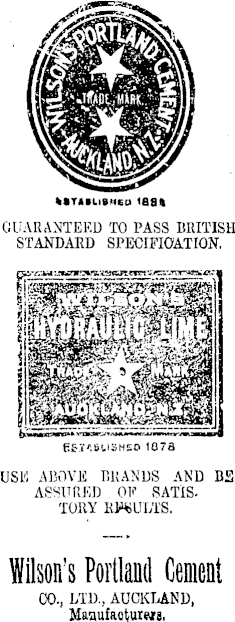 WILSON'S PORTLAND CEMENT
TRADE MARK
AUCKLAND, N.Z.
ESTABLISHED
GUARANTEED TO PASS BRITISH
STANDARD SPECIFICATION.
WILSON'S
HYDRAULIC LIME
TRADE MARK
AUCKLAND, N.Z.
ESTABLISHED 1878
USE ABOVE BRANDS AND BE
ASSURED OF SATIS-
TORY RESULTS.
Wilson's Portland Cement
CO., LTD., AUCKLAND,
Manufacturers.